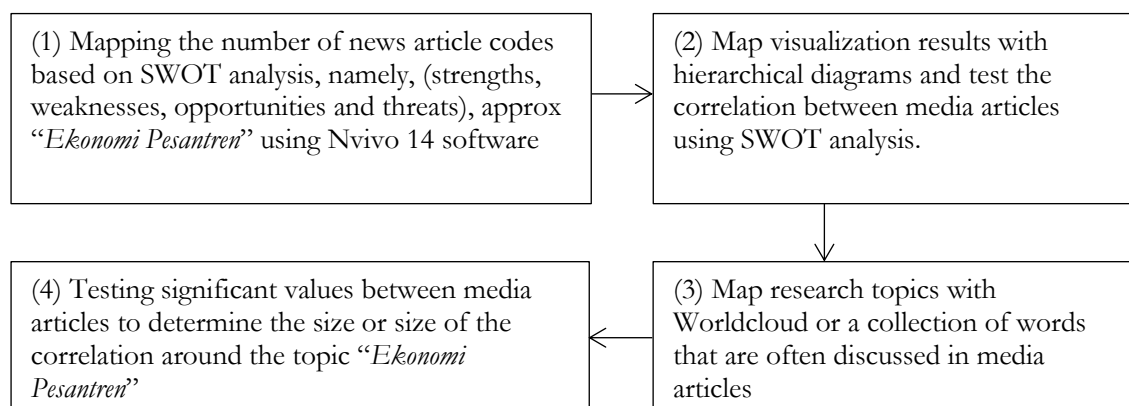 (1) Mapping the number of news article codes
based on SWOT analysis, namely, (strengths,
weaknesses, opportunities and threats), approx
“Ekonomi Pesantren” using Nvivo 14 software
(2) Map visualization results with
hierarchical diagrams and test the
correlation between media articles
using SWOT analysis.
(3) Map research topics with
Worldcloud or a collection of words
that are often discussed in media
articles
(4) Testing significant values between media
articles to determine the size or size of the
correlation around the topic “Ekonomi
Pesantren”